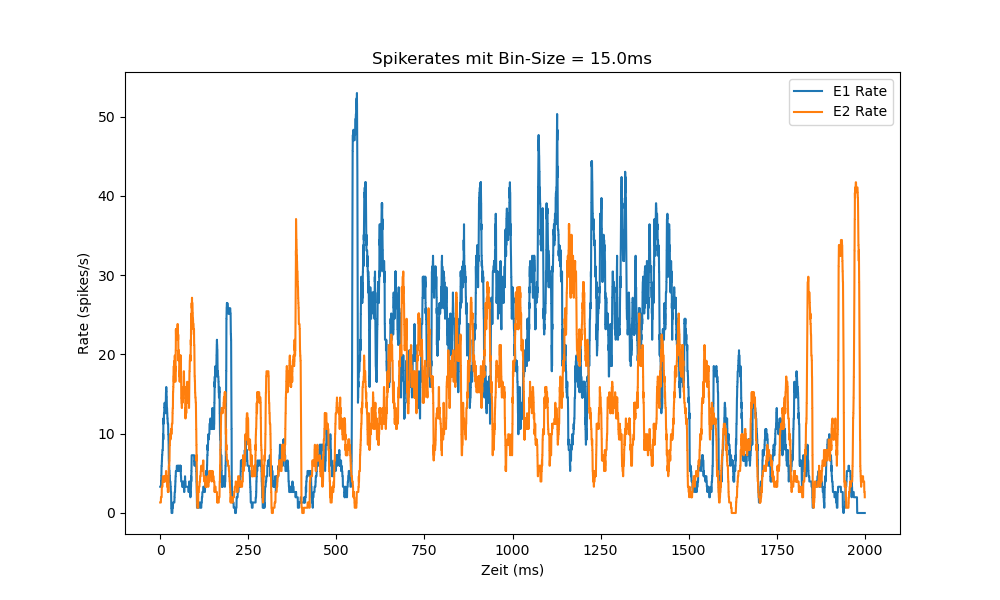 Spikerates mit Bin-Size = 15.0ms
E1 Rate
E2 Rate
50
40
30
20
10
0
Rate (spikes/s)
0 250 500 750 1000 1250 1500 1750 2000
Zeit (ms)